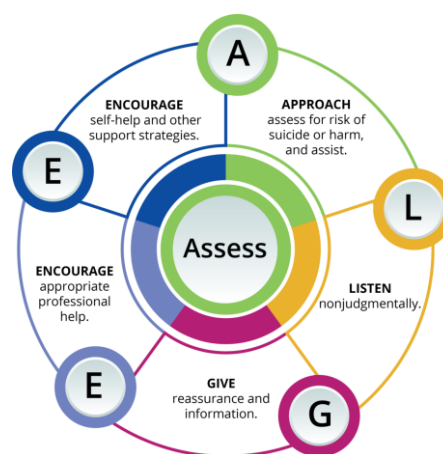 A
APPROACH
assess for risk of
suicide or harm,
and assist.
L
LISTEN
nonjudgmentally.
G
GIVE
reassurance and
information.
E
ENCOURAGE
appropriate
professional
help.
E
ENCOURAGE
self-help and other
support strategies.
Assess